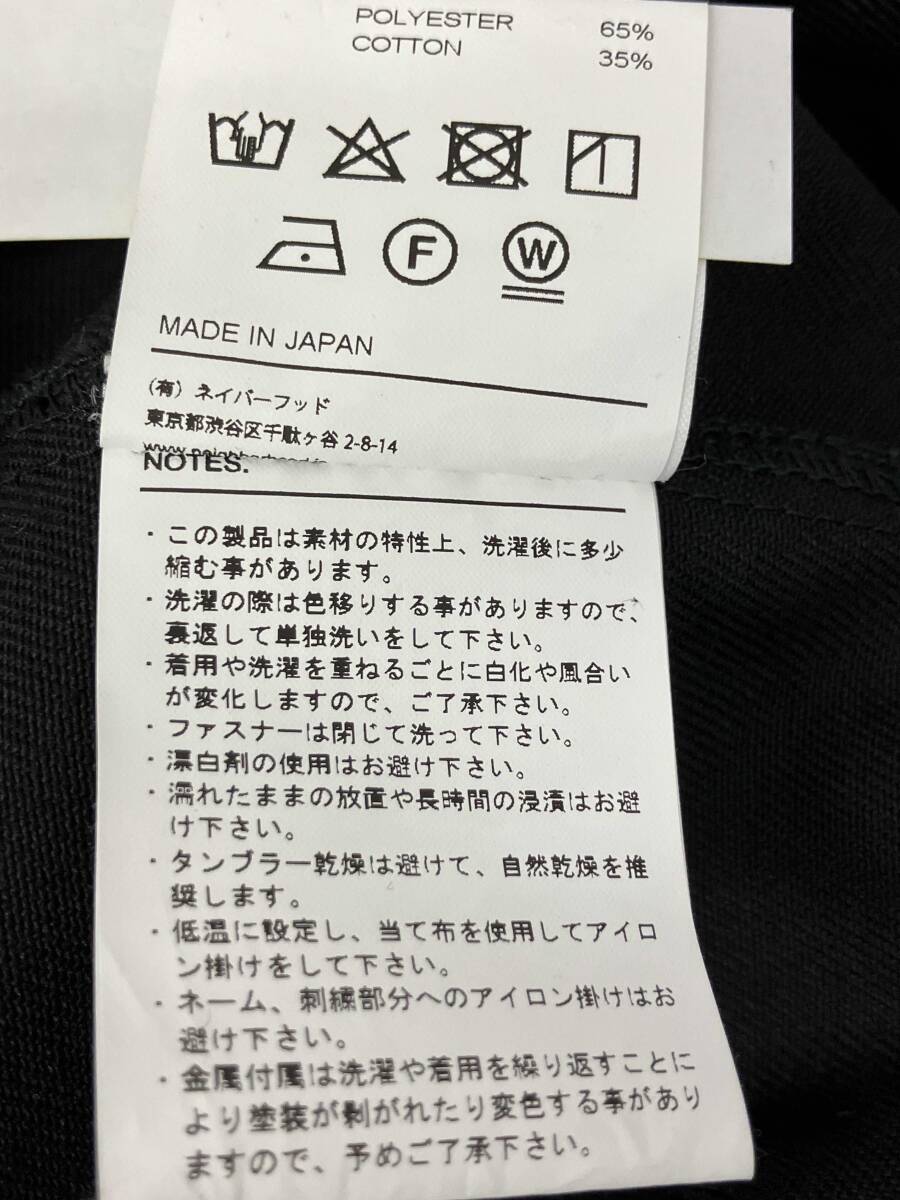 POLYESTER 65%
COTTON 35%
F W
MADE IN JAPAN
(有) ネイバーフッド
東京都渋谷区千駄ヶ谷 2-8-14
NOTES.
・この製品は素材の特性上、洗濯後に多少
縮む事があります。
・洗濯の際は色移りする事がありますので、
裏返して単独洗いをして下さい。
・着用や洗濯を重ねるごとに白化や風合い
が変化しますので、ご了承下さい。
・ファスナーは閉じて洗って下さい。
・漂白剤の使用はお避け下さい。
・濡れたままの放置や長時間の浸漬はお避
け下さい。
・タンブラー乾燥は避けて、自然乾燥を推
奨します。
・低温に設定し、当て布を使用してアイロ
ン掛けをして下さい。
・ネーム、刺繍部分へのアイロン掛けはお
避け下さい。
・金属付属は洗濯や着用を繰り返すことに
より塗装が剥がれたり変色する事があり
ますので、予めご了承下さい。